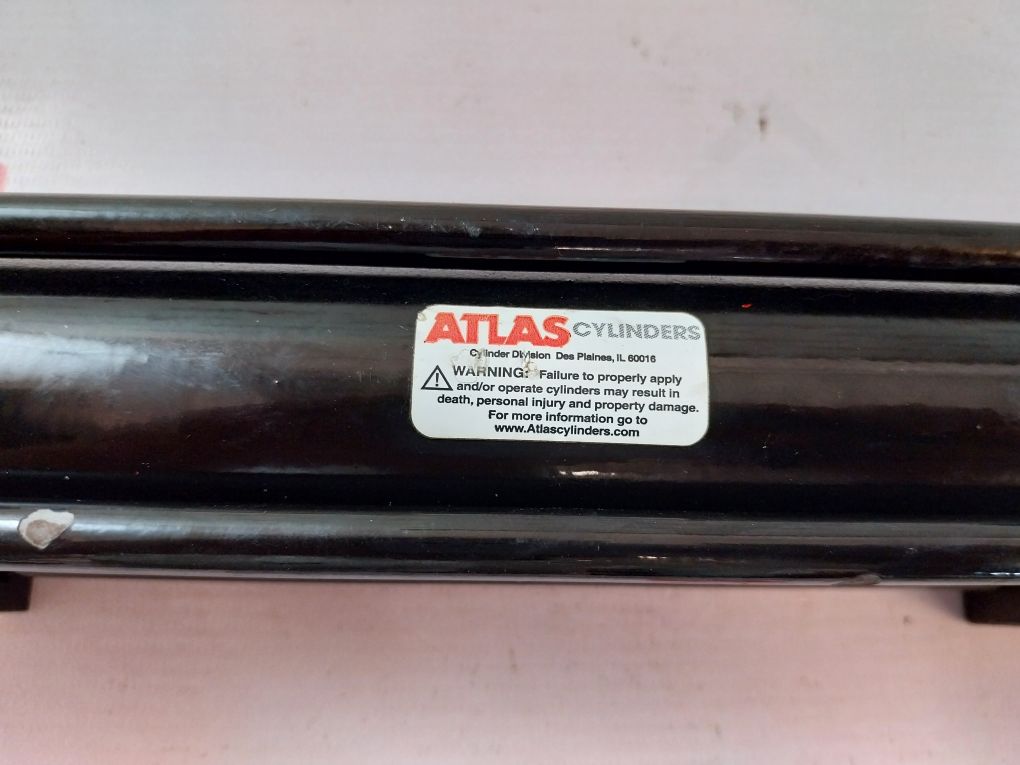 ATLAS CYLINDERS
Cylinder Division Des Plaines, IL 60016
WARNING: Failure to properly apply
and/or operate cylinders may result in
death, personal injury and property damage.
For more information go to
www.Atlascylinders.com